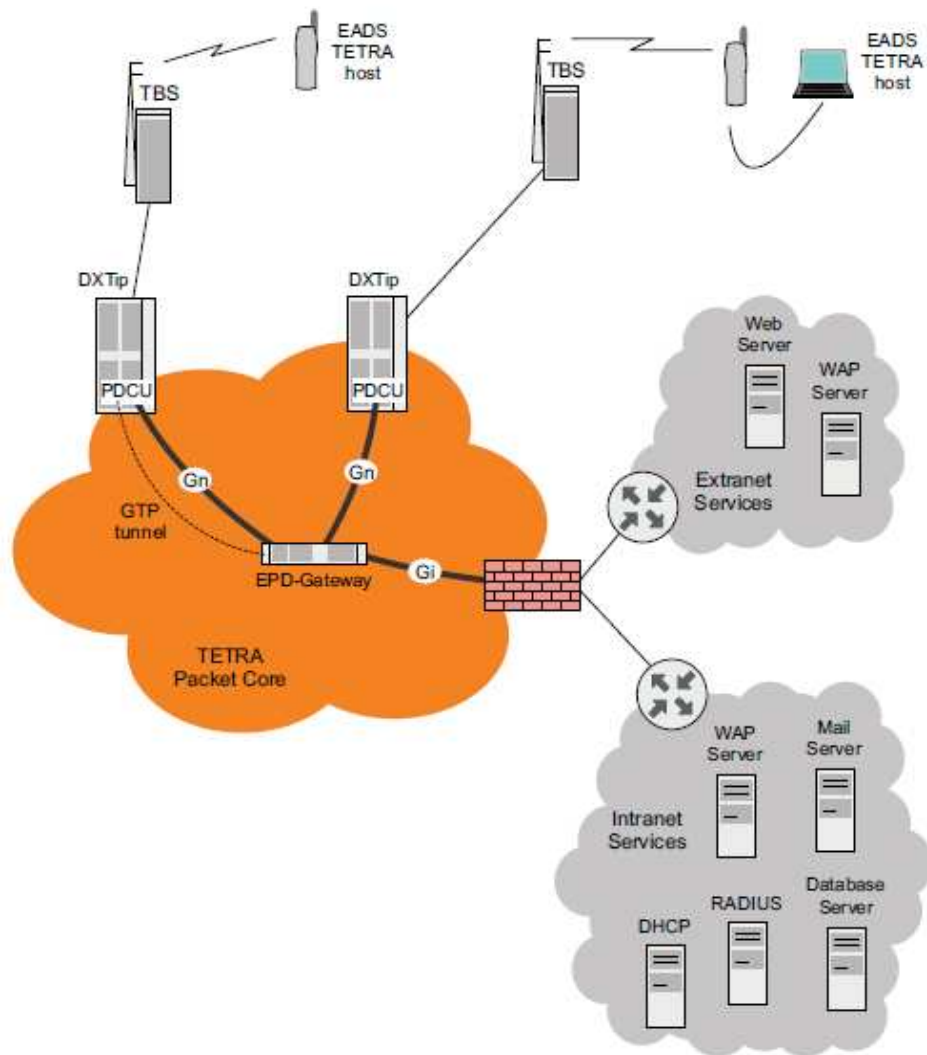 EADS
TETRA
host
TBS
EADS
TETRA
host
TBS
DXTip
DXTip
PDCU
PDCU
Gn
Gn
GTP
tunnel
EPD-Gateway
Gi
TETRA
Packet Core
Web
Server
WAP
Server
Extranet
Services
WAP
Server
Mail
Server
Intranet
Services
DHCP
RADIUS
Database
Server